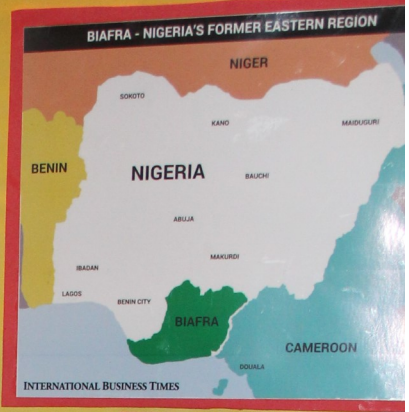 BIAFRA - NIGERIA'S FORMER EASTERN REGION
NIGER
SOKOTO
KANO
MAIDUGURI
BENIN
NIGERIA
BAUCHI
ABUJA
MAKURDI
IBADAN
LAGOS
BENIN CITY
BIAFRA
CAMEROON
DOUALA
INTERNATIONAL BUSINESS TIMES